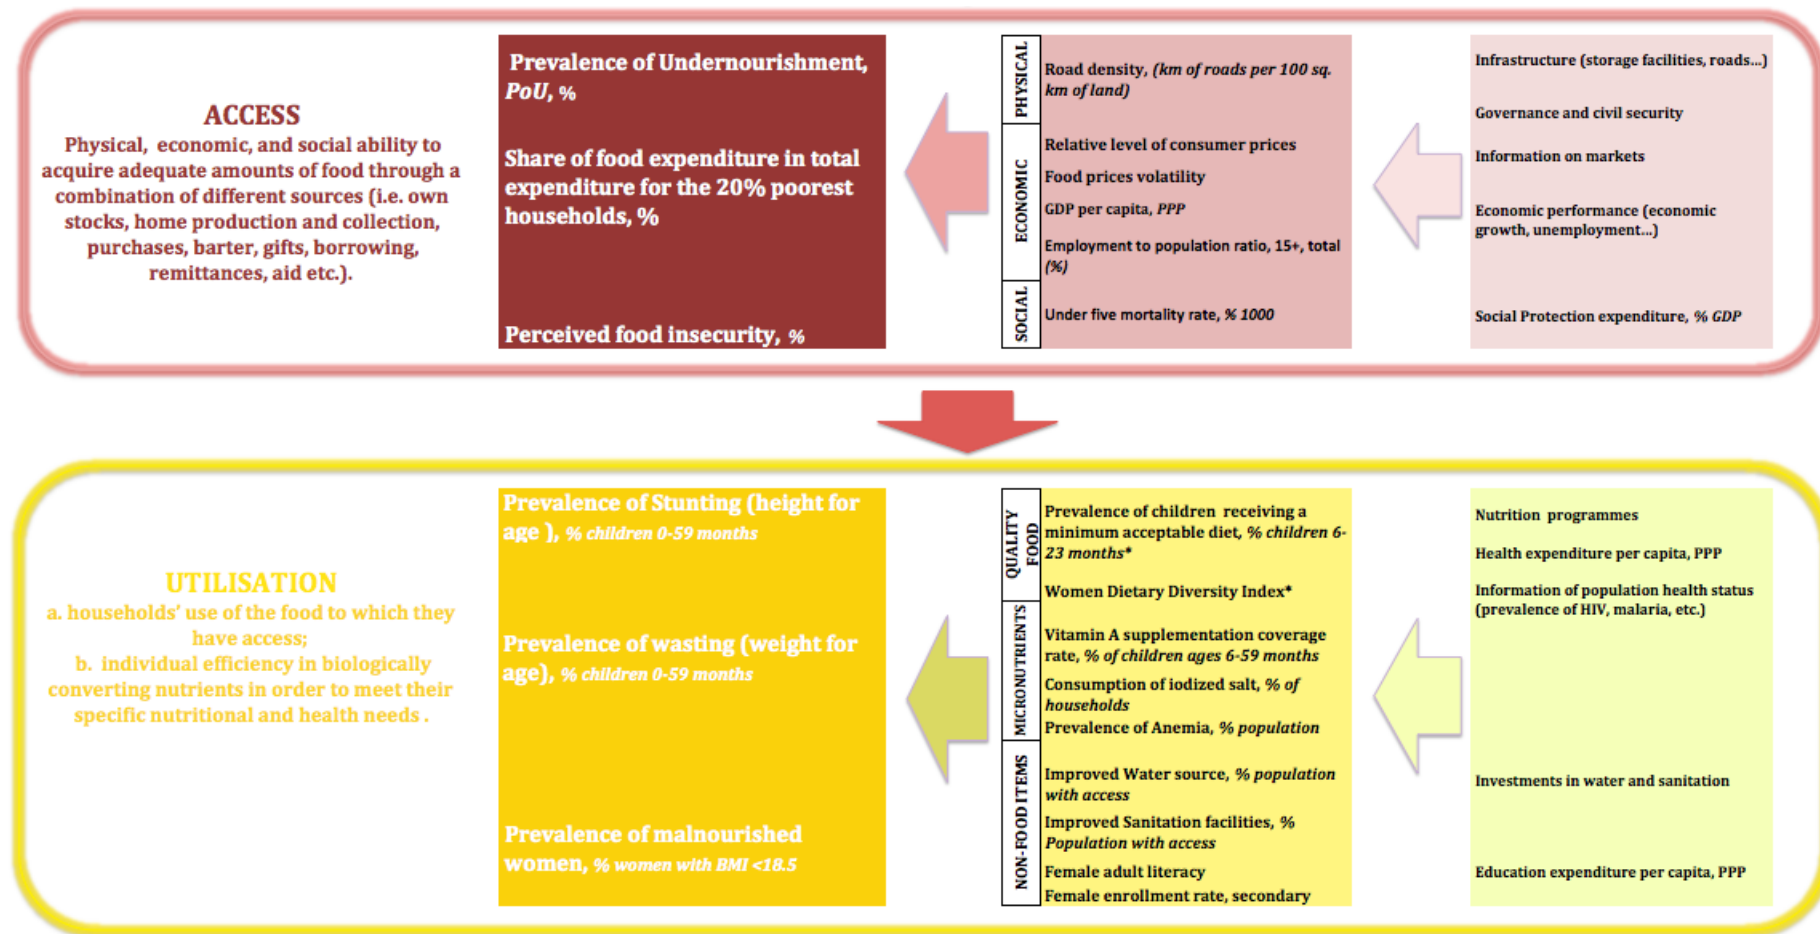 ACCESS
Physical, economic, and social ability to
acquire adequate amounts of food through a
combination of different sources (i.e. own
stocks, home production and collection,
purchases, barter, gifts, borrowing,
remittances, aid etc.).
Prevalence of Undernourishment,
PoU, %
Share of food expenditure in total
expenditure for the 20% poorest
households, %
Perceived food insecurity, %
PHYSICAL
Road density, (km of roads per 100 sq.
km of land)
ECONOMIC
Relative level of consumer prices
Food prices volatility
GDP per capita, PPP
Employment to population ratio, 15+, total
(%)
SOCIAL
Under five mortality rate, % 1000
Infrastructure (storage facilities, roads...)
Governance and civil security
Information on markets
Economic performance (economic
growth, unemployment...)
Social Protection expenditure, % GDP
UTILISATION
a. households' use of the food to which they
have access;
b. individual efficiency in biologically
converting nutrients in order to meet their
specific nutritional and health needs .
Prevalence of Stunting (height for
age ), % children 0-59 months
Prevalence of wasting (weight for
age), % children 0-59 months
Prevalence of malnourished
women, % women with BMI <18.5
QUALITY
FOOD
Prevalence of children receiving a
minimum acceptable diet, % children 6-
23 months*
Women Dietary Diversity Index*
MICRONUTRIENTS
Vitamin A supplementation coverage
rate, % of children ages 6-59 months
Consumption of iodized salt, % of
households
Prevalence of Anemia, % population
NON-FOOD ITEMS
Improved Water source, % population
with access
Improved Sanitation facilities, %
Population with access
Female adult literacy
Female enrollment rate, secondary
Nutrition programmes
Health expenditure per capita, PPP
Information of population health status
(prevalence of HIV, malaria, etc.)
Investments in water and sanitation
Education expenditure per capita, PPP